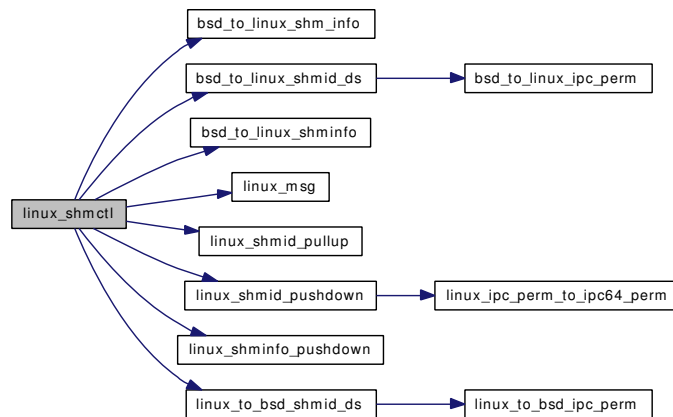 bsd_to_linux_shm_info
bsd_to_linux_shmid_ds
bsd_to_linux_ipc_perm
bsd_to_linux_shminfo
linux_msg
linux_shmctl
linux_shmid_pullup
linux_shmid_pushdown
linux_ipc_perm_to_ipc64_perm
linux_shminfo_pushdown
linux_to_bsd_shmid_ds
linux_to_bsd_ipc_perm